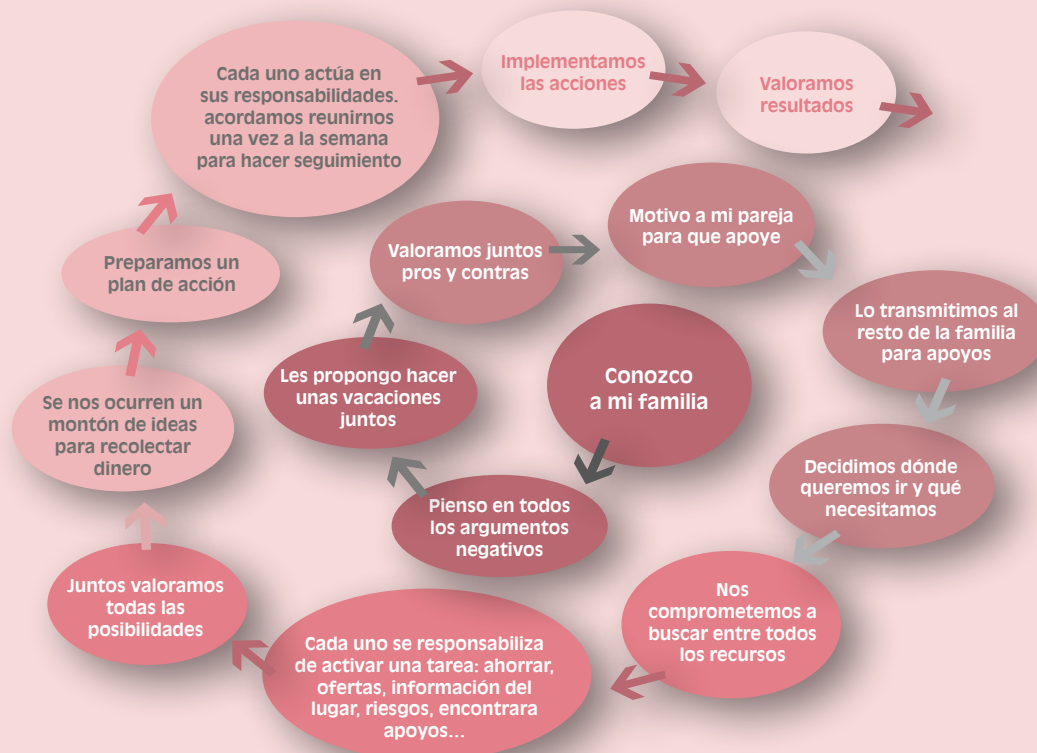 Conozco
a mi familia
Pienso en todos
los argumentos
negativos
Les propongo hacer
unas vacaciones
juntos
Valoramos juntos
pros y contras
Motivo a mi pareja
para que apoye
Lo transmitimos al
resto de la familia
para apoyos
Decidimos dónde
queremos ir y qué
necesitamos
Nos
comprometemos a
buscar entre todos
los recursos
Cada uno se responsabiliza
de activar una tarea: ahorrar,
ofertas, información del
lugar, riesgos, encontrara
apoyos...
Juntos valoramos
todas las
posibilidades
Se nos ocurren un
montón de ideas
para recolectar
dinero
Preparamos un
plan de acción
Cada uno actúa en
sus responsabilidades.
acordamos reunirnos
una vez a la semana
para hacer seguimiento
Implementamos
las acciones
Valoramos
resultados